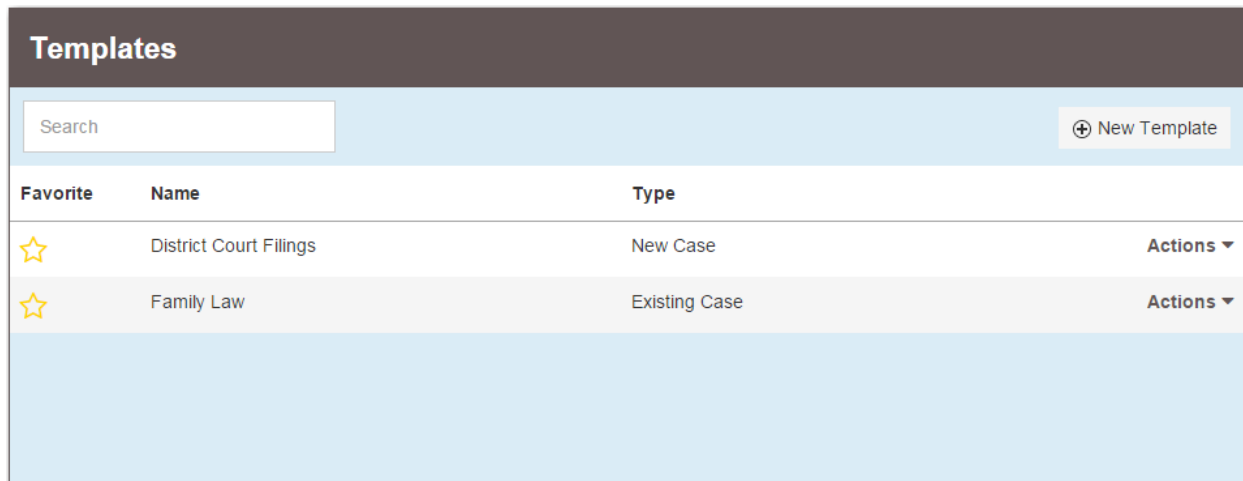 Templates
Search
New Template
Favorite Name Type
District Court Filings New Case Actions
Family Law Existing Case Actions